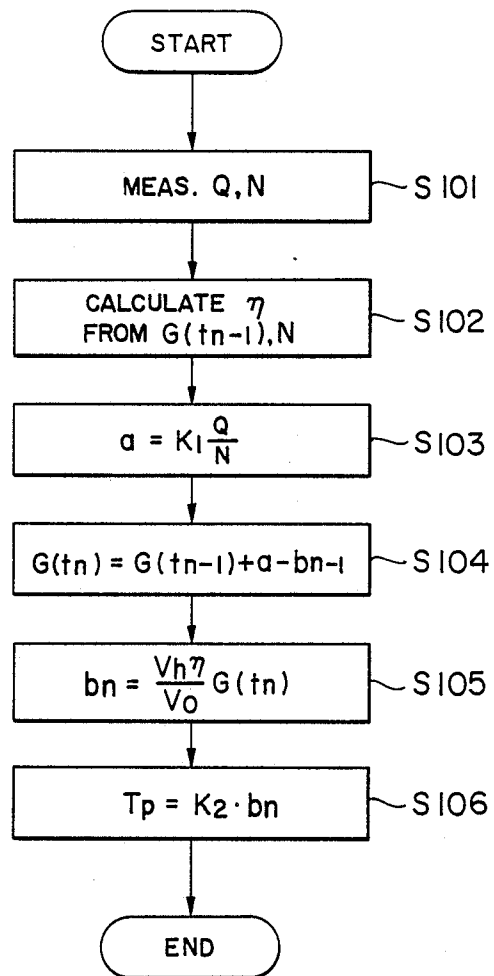 START
MEAS. Q,N
S101
CALCULATE η
FROM G(tn-1),N
S102
a = K1 Q/N
S103
G(tn) = G(tn-1)+a-bn-1
S104
bn = Vhη/Vo G(tn)
S105
Tp = K2·bn
S106
END